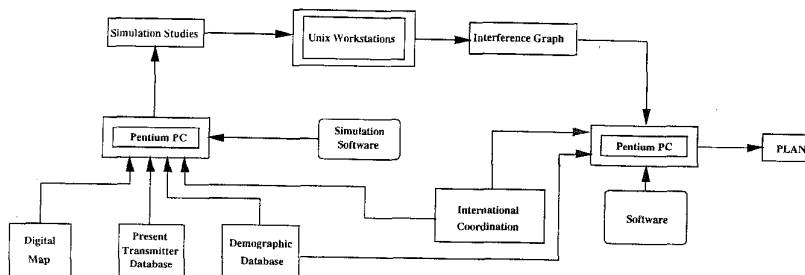 Simulation Studies
Unix Workstations
Interference Graph
Pentium PC
Simulation
Software
Pentium PC
PLAN
Digital
Map
Present
Transmitter
Database
Demographic
Database
International
Coordination
Software